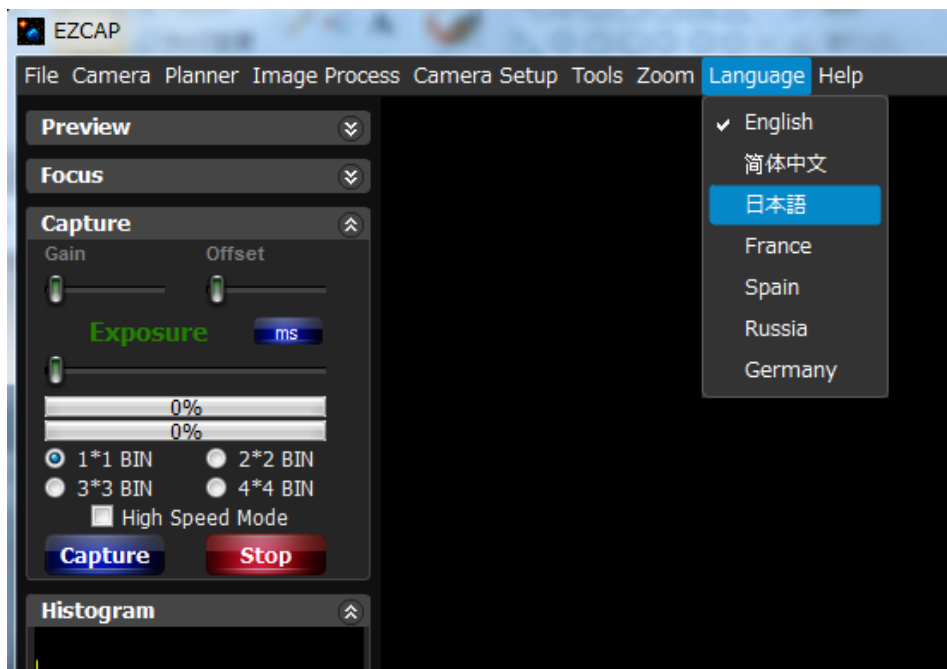 EZCAP
File Camera Planner Image Process Camera Setup Tools Zoom Language Help
Preview
Focus
Capture
Gain Offset
Exposure ms
0%
0%
1*1 BIN 2*2 BIN
3*3 BIN 4*4 BIN
High Speed Mode
Capture Stop
Histogram
English
简体中文
日本語
France
Spain
Russia
Germany